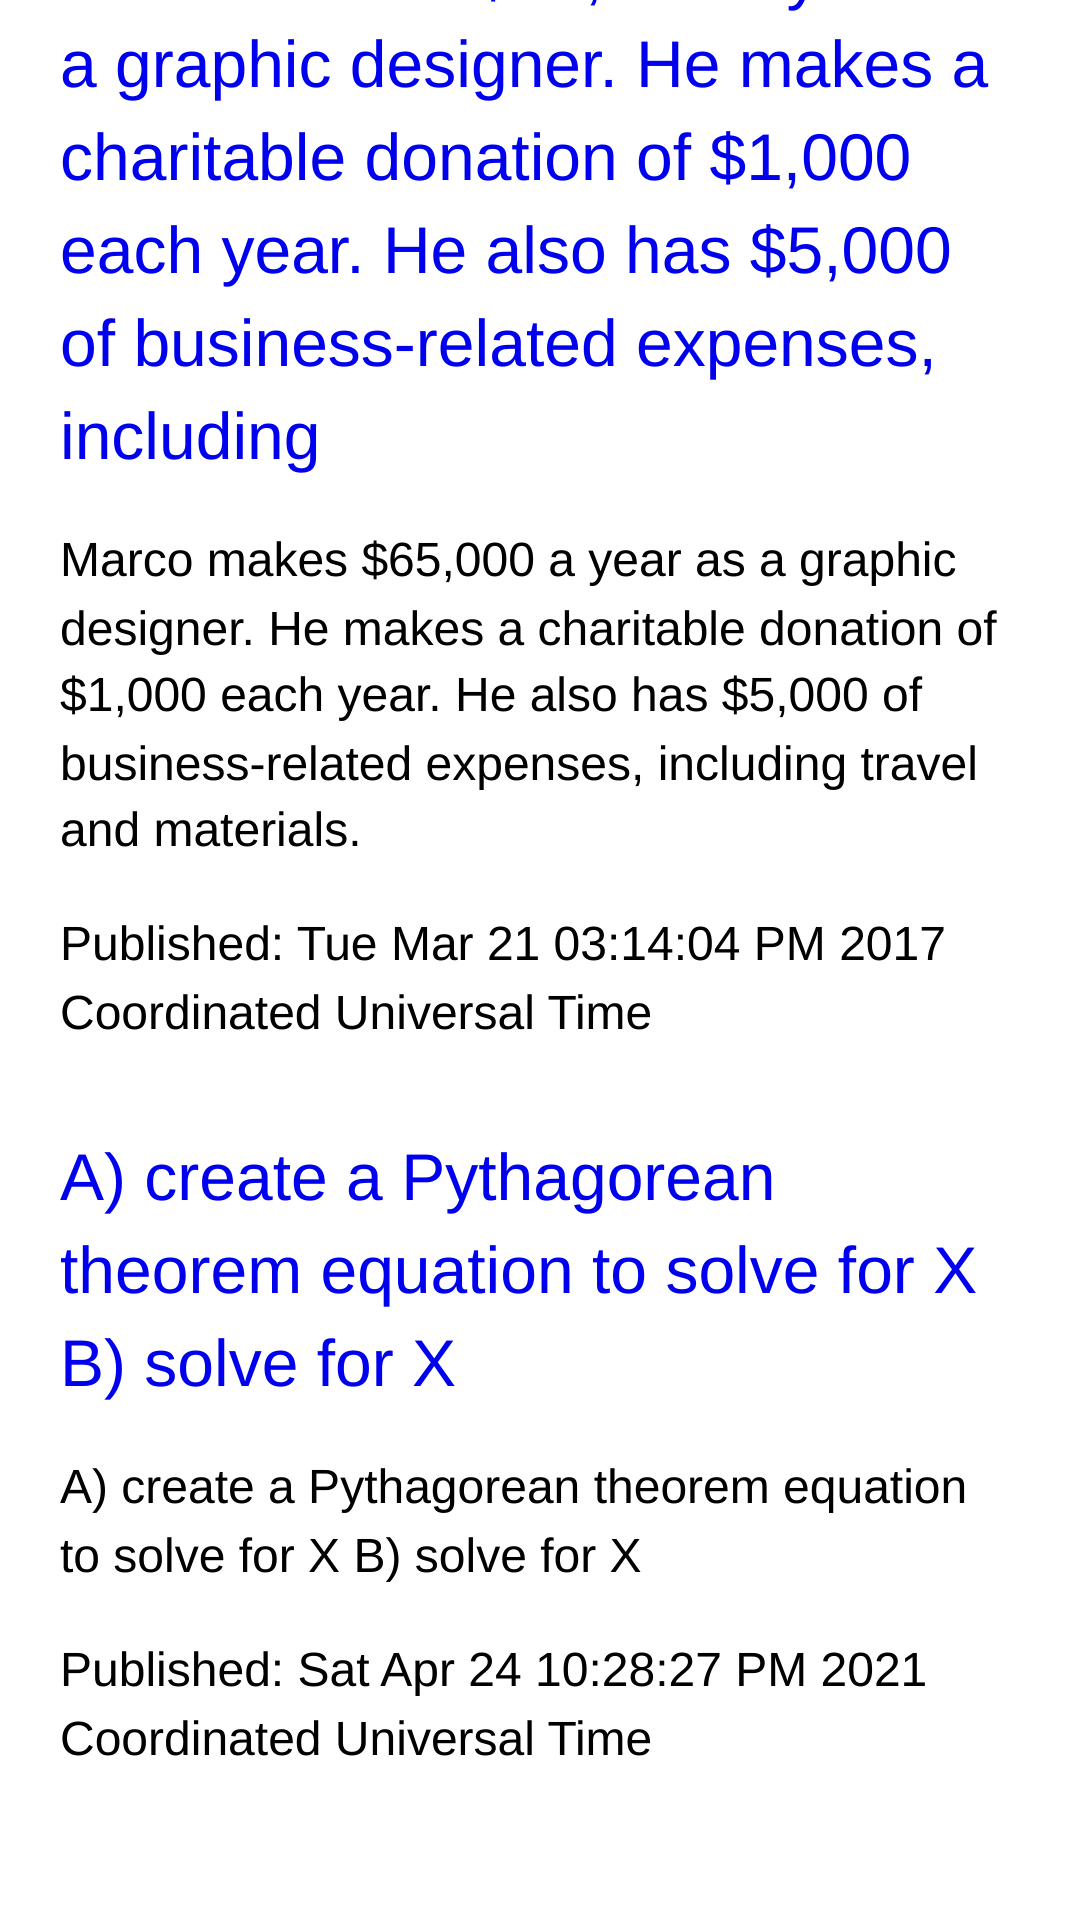 a graphic designer. He makes a
charitable donation of $1,000
each year. He also has $5,000
of business-related expenses,
including
Marco makes $65,000 a year as a graphic
designer. He makes a charitable donation of
$1,000 each year. He also has $5,000 of
business-related expenses, including travel
and materials.
Published: Tue Mar 21 03:14:04 PM 2017
Coordinated Universal Time
A) create a Pythagorean
theorem equation to solve for X
B) solve for X
A) create a Pythagorean theorem equation
to solve for X B) solve for X
Published: Sat Apr 24 10:28:27 PM 2021
Coordinated Universal Time